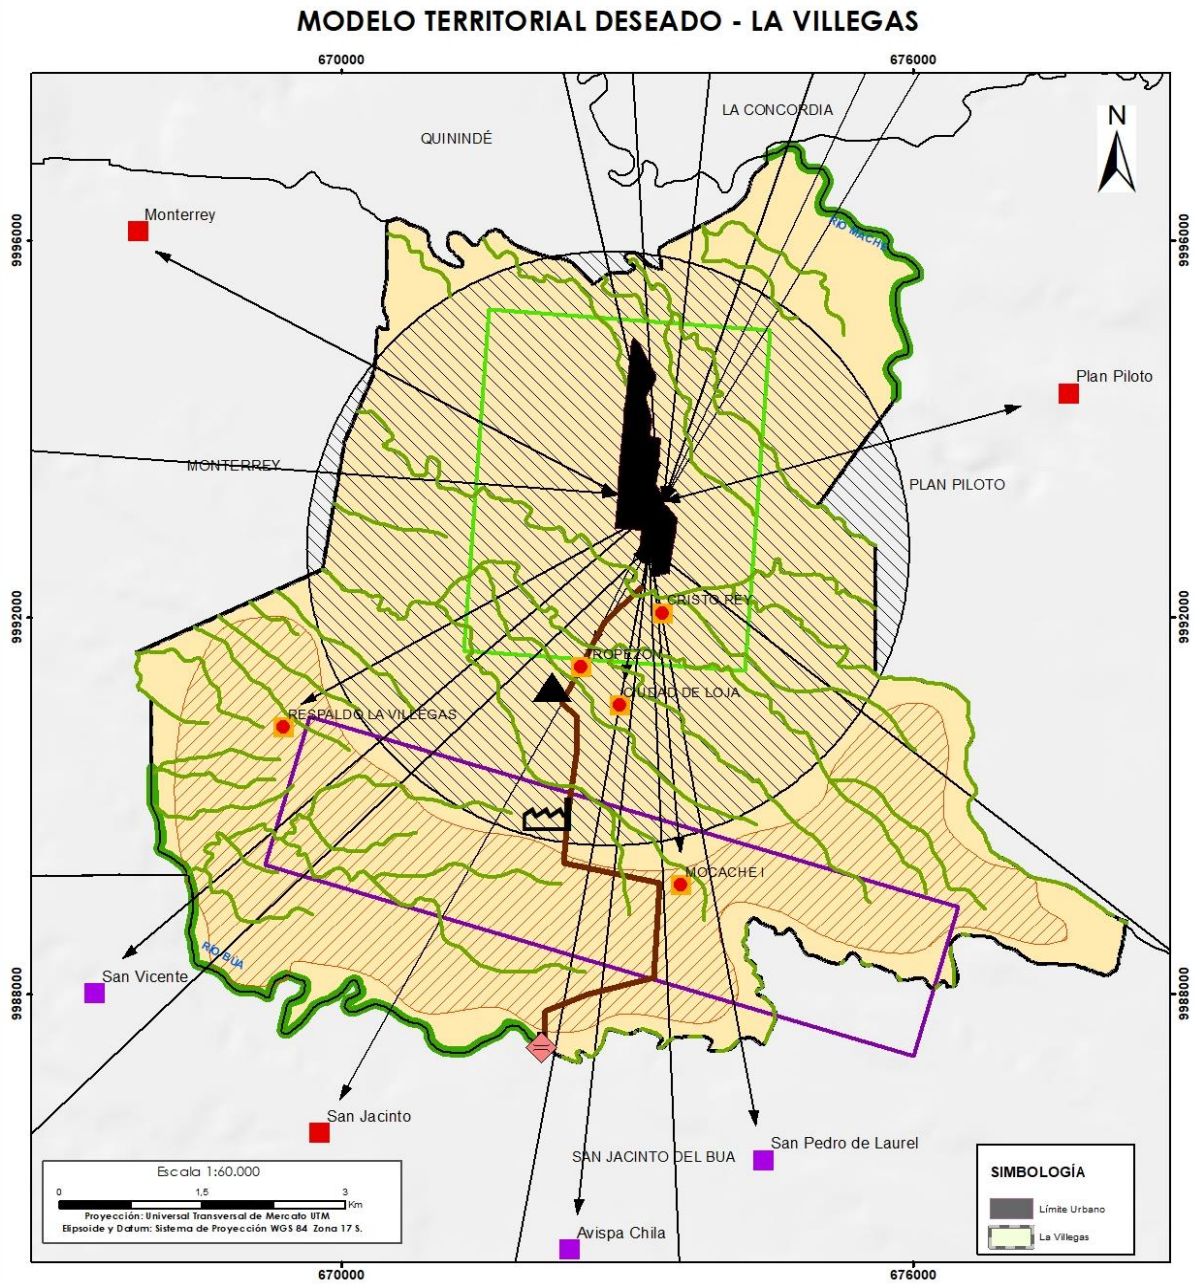 MODELO TERRITORIAL DESEADO - LA VILLEGAS
670000
676000
LA CONCORDIA
QUININDÉ
N
Monterrey
RÍO MACHE
9996000
9996000
Plan Piloto
MONTERREY
PLAN PILOTO
CRISTO REY
9992000
9992000
TROPEZON
CIUDAD DE LOJA
RESPALDO LA VILLEGAS
MOCACHE I
RÍO BUA
San Vicente
9988000
9988000
San Jacinto
San Pedro de Laurel
SAN JACINTO DEL BUA
Avispa Chila
Escala 1:60.000
0 1,5 3
Km
Proyección: Universal Transversal de Mercato UTM
Elipsoide y Datum: Sistema de Proyección WGS 84 Zona 17 S.
SIMBOLOGÍA
Límite Urbano
La Villegas
670000
676000